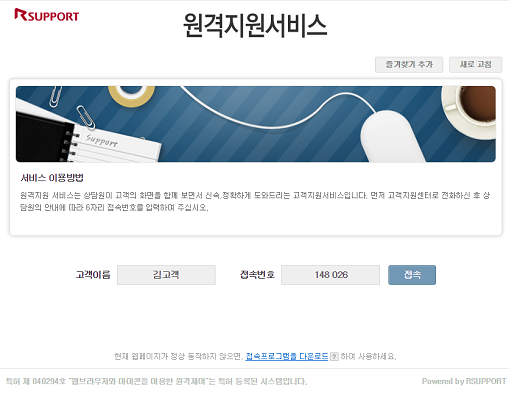 RSUPPORT
원격지원서비스
즐겨찾기 추가
새로 고침
Support
서비스 이용방법
원격지원 서비스는 상담원이 고객의 화면을 함께 보면서 신속,정확하게 도와드리는 고객지원서비스입니다. 먼저 고객지원센터로 전화하신 후 상
담원의 안내에 따라 6자리 접속번호를 입력하여 주십시오.
고객이름 김고객 접속번호 148 026 접속
현재 웹페이지가 정상 동작하지 않으면, 접속프로그램을 다운로드 ? 하여 사용하세요.
특허 제 040294호 "웹브라우저와 아이콘을 이용한 원격제어"는 특허 등록된 시스템입니다.
Powered by RSUPPORT